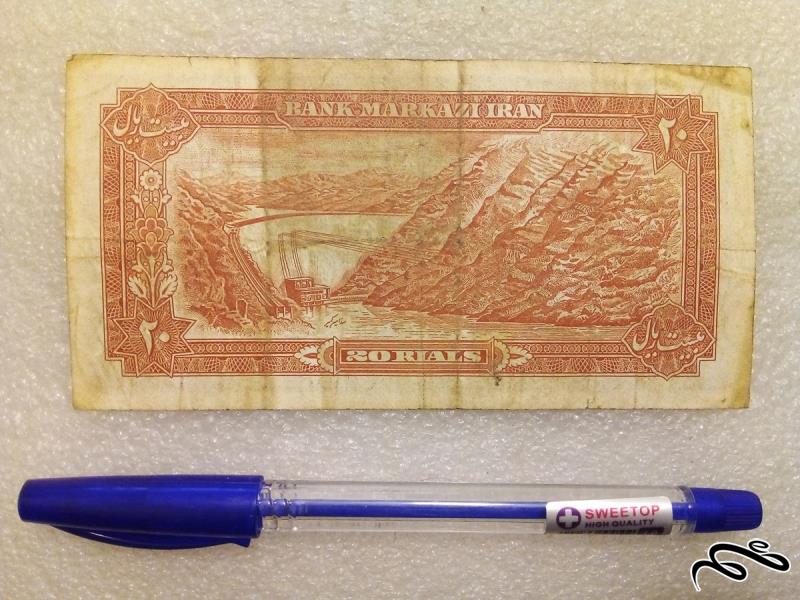 BANK MARKAZI IRAN
بیست ریال
۲۰
۲۰
20 RIALS
بیست ریال
SWEETOP
HIGH QUALITY